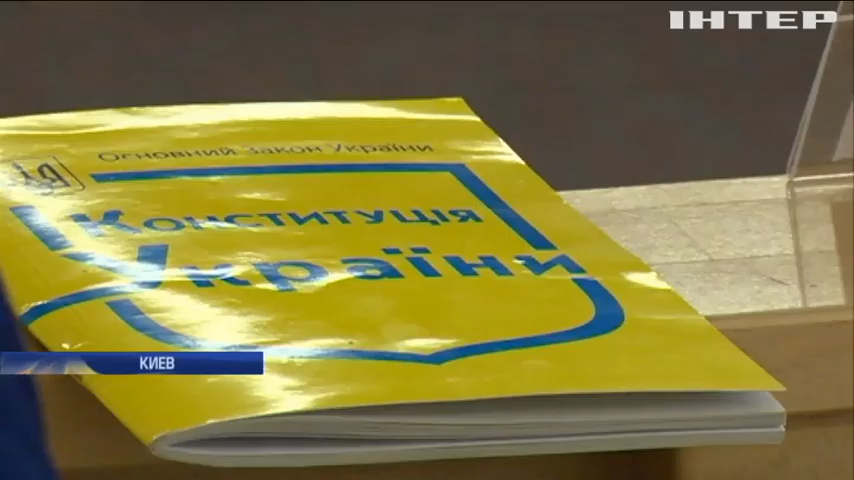 ІНТЕР
Основний Закон України
Конституція
України
КИЕВ